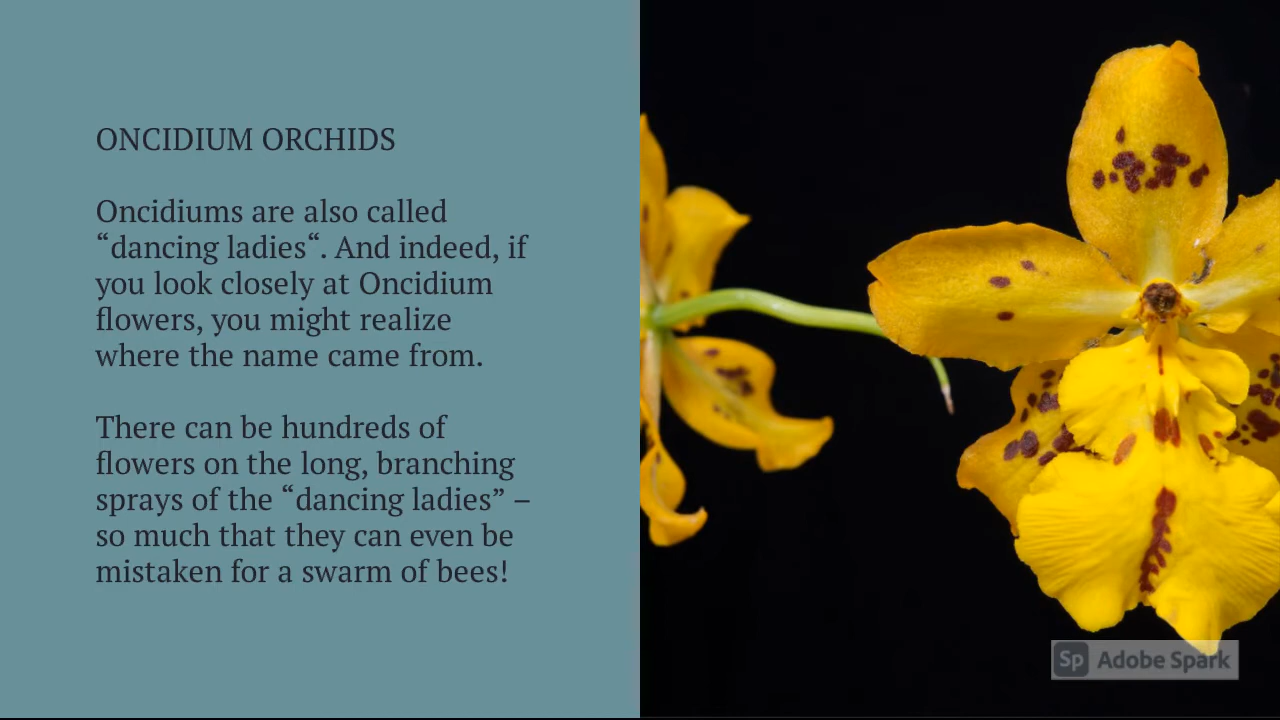 ONCIDIUM ORCHIDS
Oncidiums are also called
“dancing ladies“. And indeed, if
you look closely at Oncidium
flowers, you might realize
where the name came from.
There can be hundreds of
flowers on the long, branching
sprays of the “dancing ladies” –
so much that they can even be
mistaken for a swarm of bees!
Sp Adobe Spark